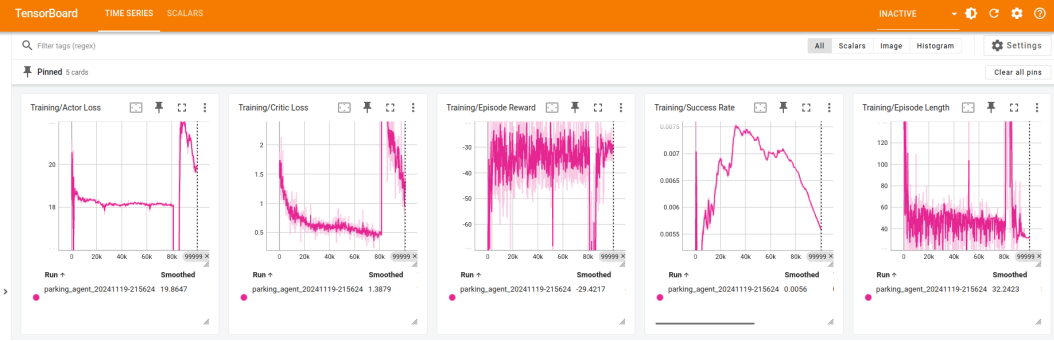 TensorBoard TIME SERIES SCALARS INACTIVE
Filter tags (regex) All Scalars Image Histogram Settings
Pinned 5 cards Clear all pins
Training/Actor Loss
20
18
0 20k 40k 60k 80k 99999 ×
Run ↑ Smoothed
parking_agent_20241119-215624 19.8647
Training/Critic Loss
2
1.5
1
0.5
0 20k 40k 60k 80k 99999 ×
Run ↑ Smoothed
parking_agent_20241119-215624 1.3879
Training/Episode Reward
-30
-40
-50
-60
0 20k 40k 60k 80k 99999 ×
Run ↑ Smoothed
parking_agent_20241119-215624 -29.4217
Training/Success Rate
0.0075
0.007
0.0065
0.006
0.0055
0 20k 40k 60k 80k 99999 ×
Run ↑ Smoothed
parking_agent_20241119-215624 0.0056
Training/Episode Length
120
100
80
60
40
0 20k 40k 60k 80k 99999 ×
Run ↑ Smoothed
parking_agent_20241119-215624 32.2423